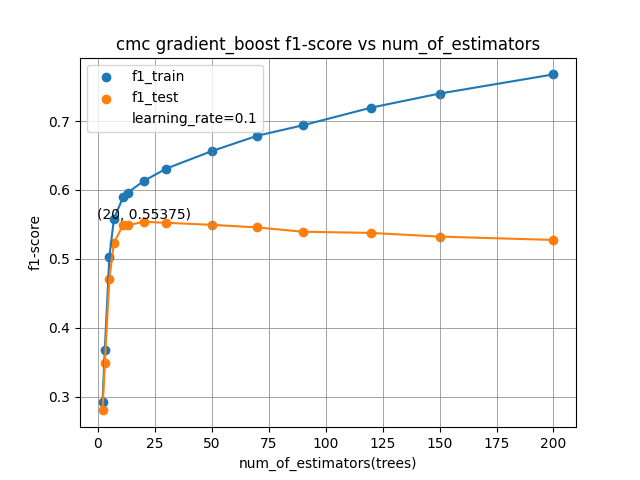 cmc gradient_boost f1-score vs num_of_estimators
f1_train
f1_test
learning_rate=0.1
(20, 0.55375)
f1-score
0.7
0.6
0.5
0.4
0.3
0 25 50 75 100 125 150 175 200
num_of_estimators(trees)